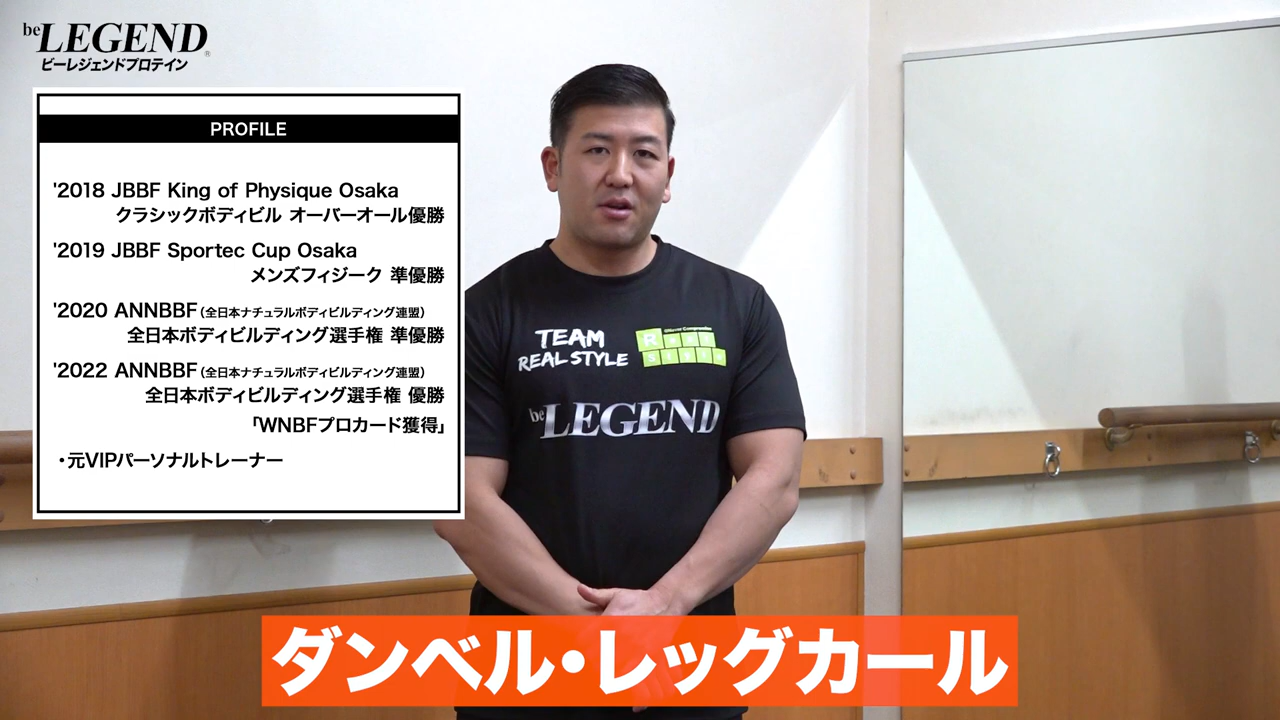 beLEGEND®
ビーレジェンドプロテイン
PROFILE
'2018 JBBF King of Physique Osaka
クラシックボディビル オーバーオール優勝
'2019 JBBF Sportec Cup Osaka
メンズフィジーク 準優勝
'2020 ANNBBF(全日本ナチュラルボディビルディング連盟)
全日本ボディビルディング選手権 準優勝
'2022 ANNBBF(全日本ナチュラルボディビルディング連盟)
全日本ボディビルディング選手権 優勝
「WNBFプロカード獲得」
・元VIPパーソナルトレーナー
TEAM
REAL STYLE
beLEGEND
ダンベル・レッグカール